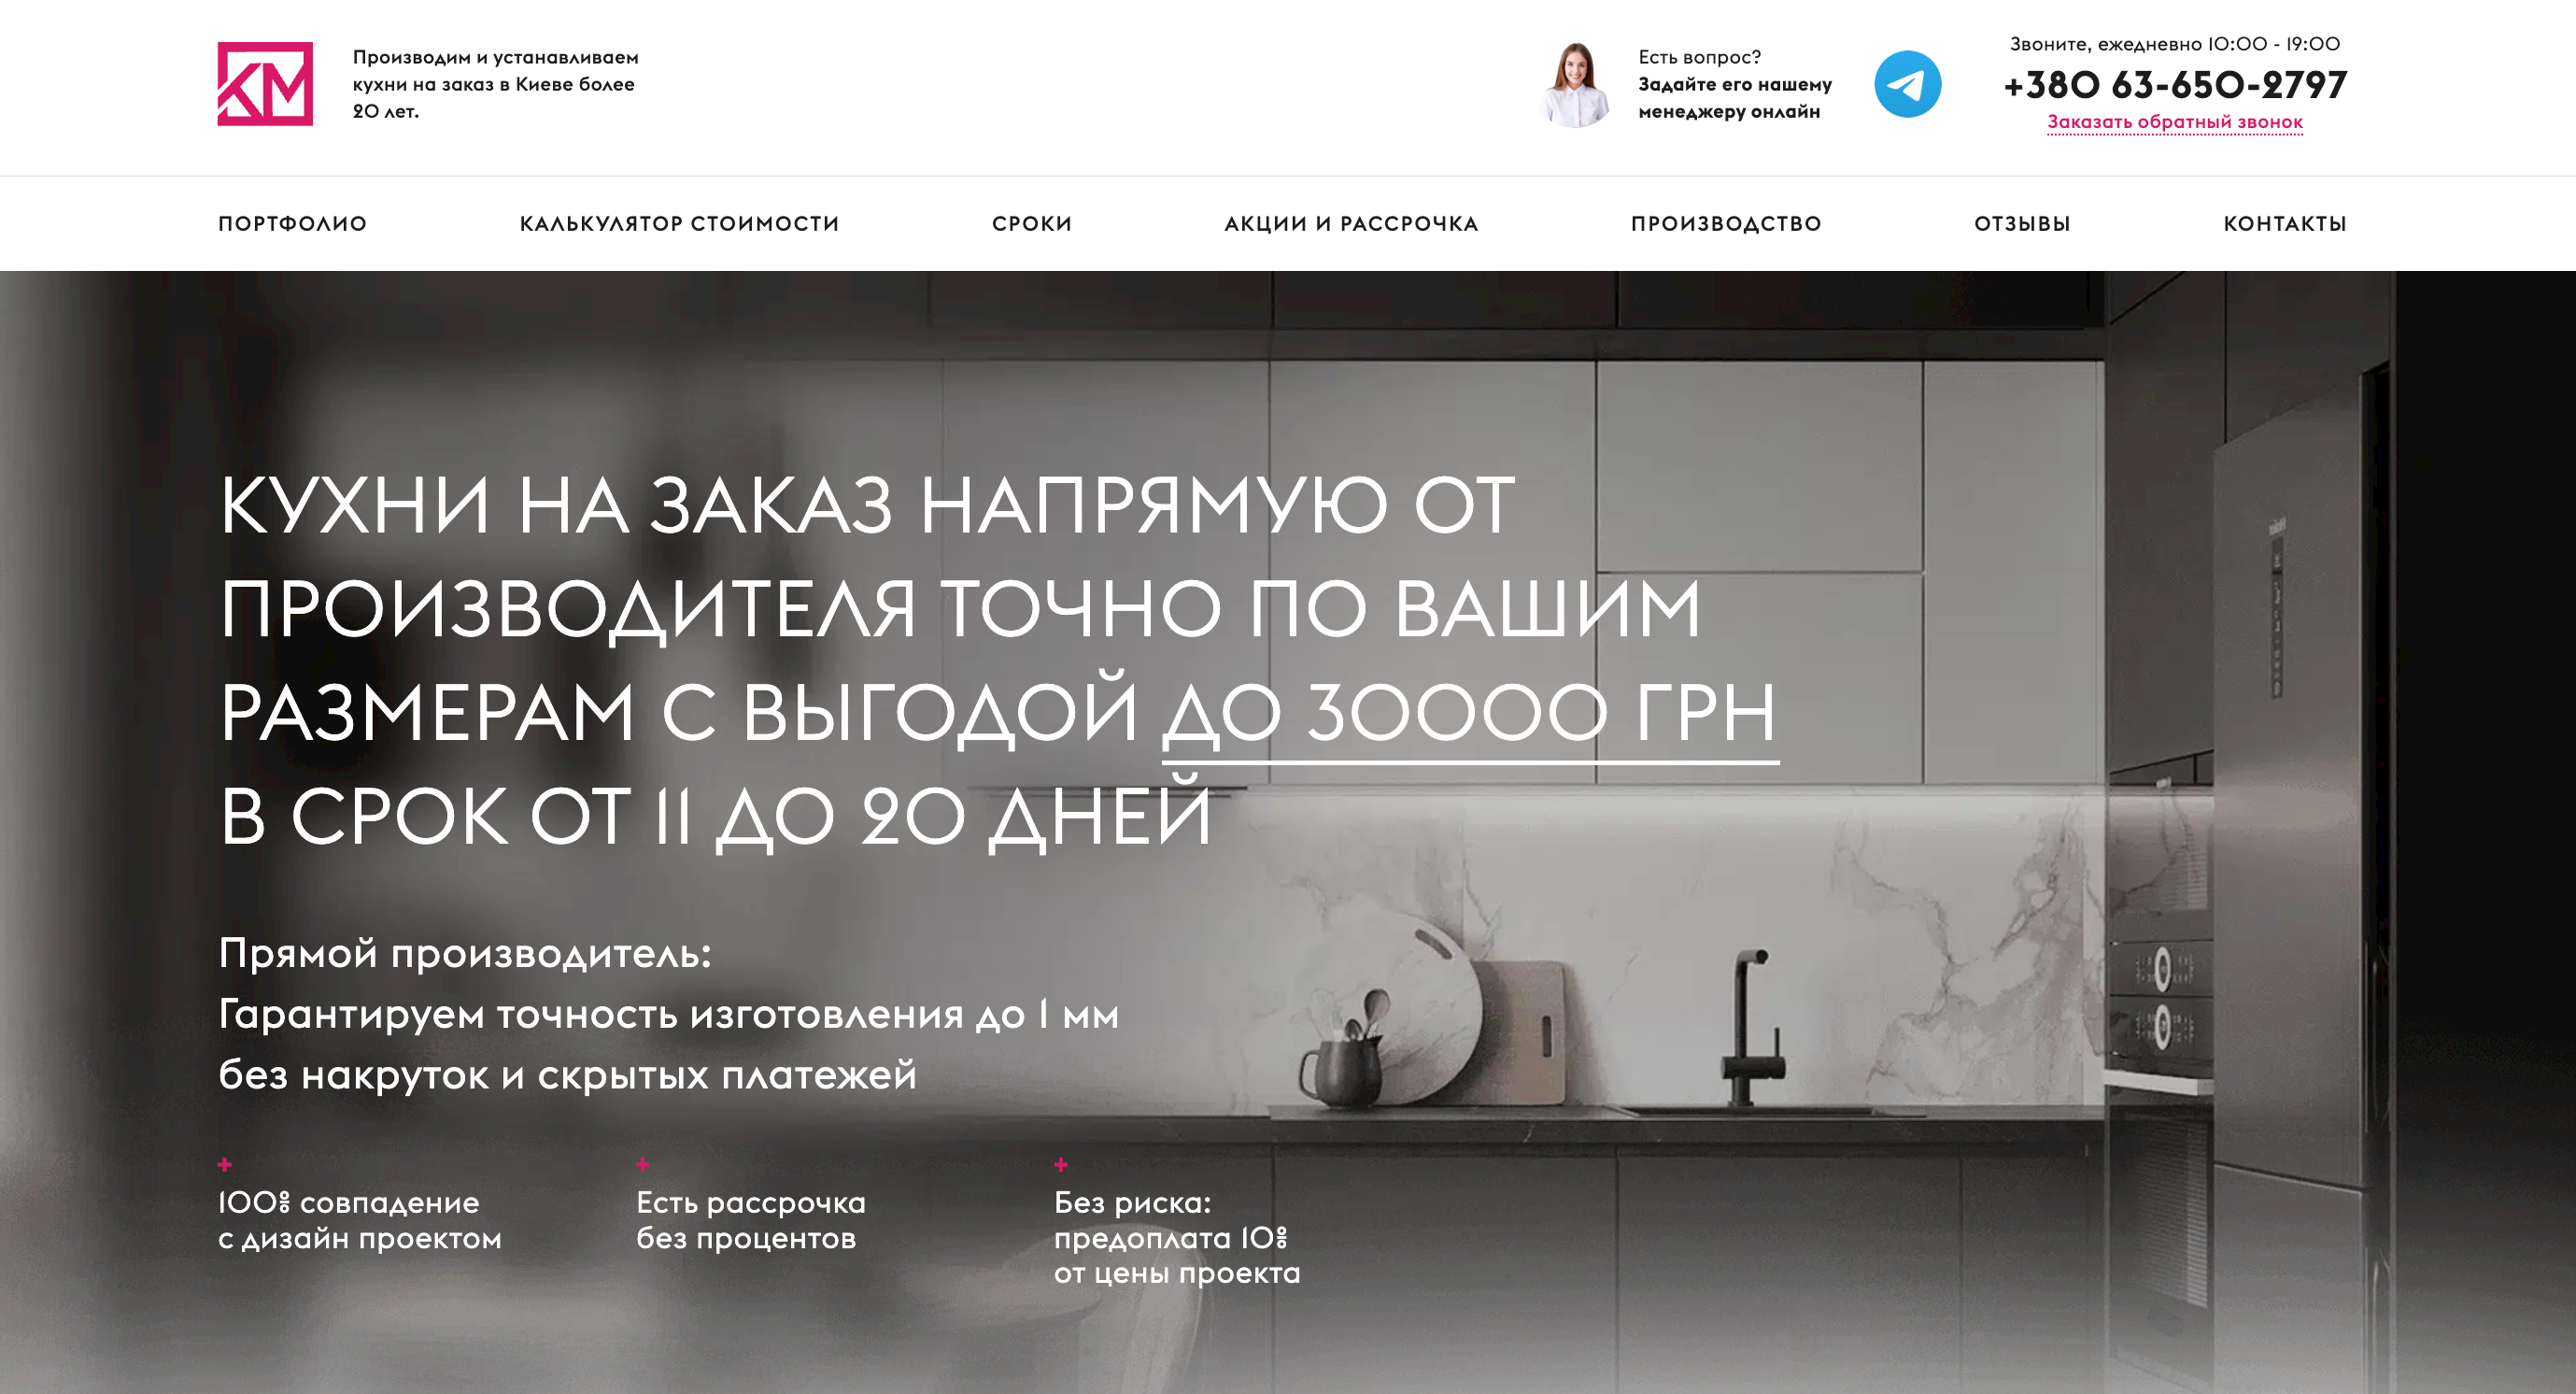 КМ
Производим и устанавливаем
кухни на заказ в Киеве более
20 лет.
Есть вопрос?
Задайте его нашему
менеджеру онлайн
Звоните, ежедневно 10:00 - 19:00
+380 63-650-2797
Заказать обратный звонок
ПОРТФОЛИО
КАЛЬКУЛЯТОР СТОИМОСТИ
СРОКИ
АКЦИИ И РАССРОЧКА
ПРОИЗВОДСТВО
ОТЗЫВЫ
КОНТАКТЫ
КУХНИ НА ЗАКАЗ НАПРЯМУЮ ОТ
ПРОИЗВОДИТЕЛЯ ТОЧНО ПО ВАШИМ
РАЗМЕРАМ С ВЫГОДОЙ ДО 30000 ГРН
В СРОК ОТ 11 ДО 20 ДНЕЙ
Прямой производитель:
Гарантируем точность изготовления до 1 мм
без накруток и скрытых платежей
+
100% совпадение
с дизайн проектом
+
Есть рассрочка
без процентов
+
Без риска:
предоплата 10%
от цены проекта